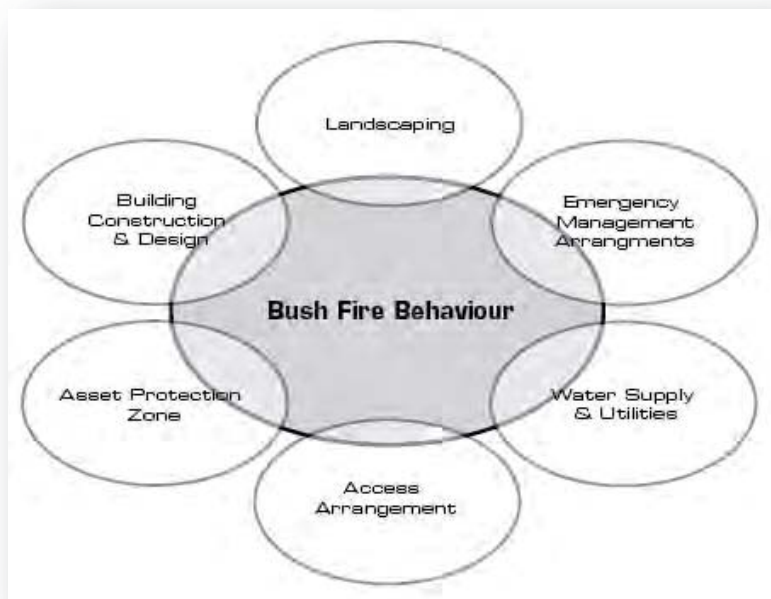 Landscaping
Building
Construction
& Design
Emergency
Management
Arrangments
Bush Fire Behaviour
Asset Protection
Zone
Water Supply
& Utilities
Access
Arrangement